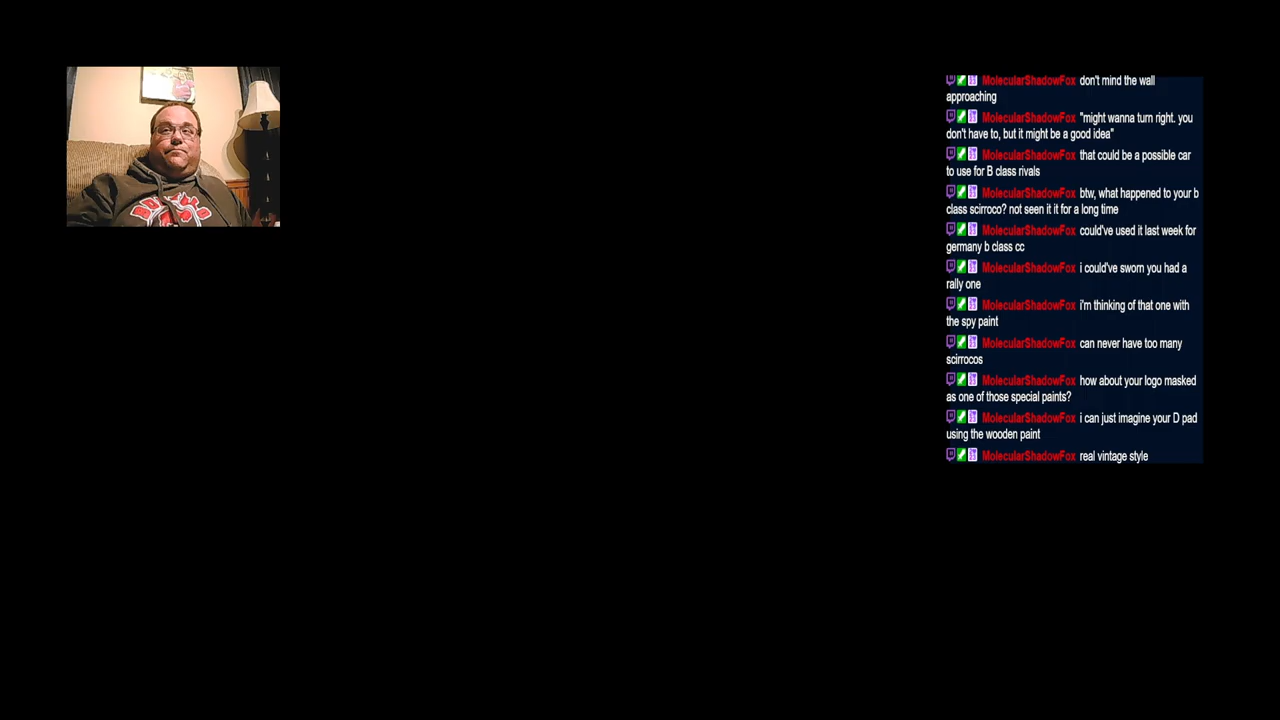 MolecularShadowFox don't mind the wall
approaching
MolecularShadowFox "might wanna turn right. you
don't have to, but it might be a good idea"
MolecularShadowFox that could be a possible car
to use for B class rivals
MolecularShadowFox btw, what happened to your b
class scirroco? not seen it it for a long time
MolecularShadowFox could've used it last week for
germany b class cc
MolecularShadowFox i could've sworn you had a
rally one
MolecularShadowFox i'm thinking of that one with
the spy paint
MolecularShadowFox can never have too many
scirrocos
MolecularShadowFox how about your logo masked
as one of those special paints?
MolecularShadowFox i can just imagine your D pad
using the wooden paint
MolecularShadowFox real vintage style